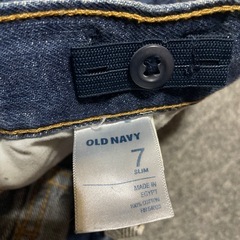 OLD NAVY
7
SLIM
MADE IN
EGYPT
100% COTTON